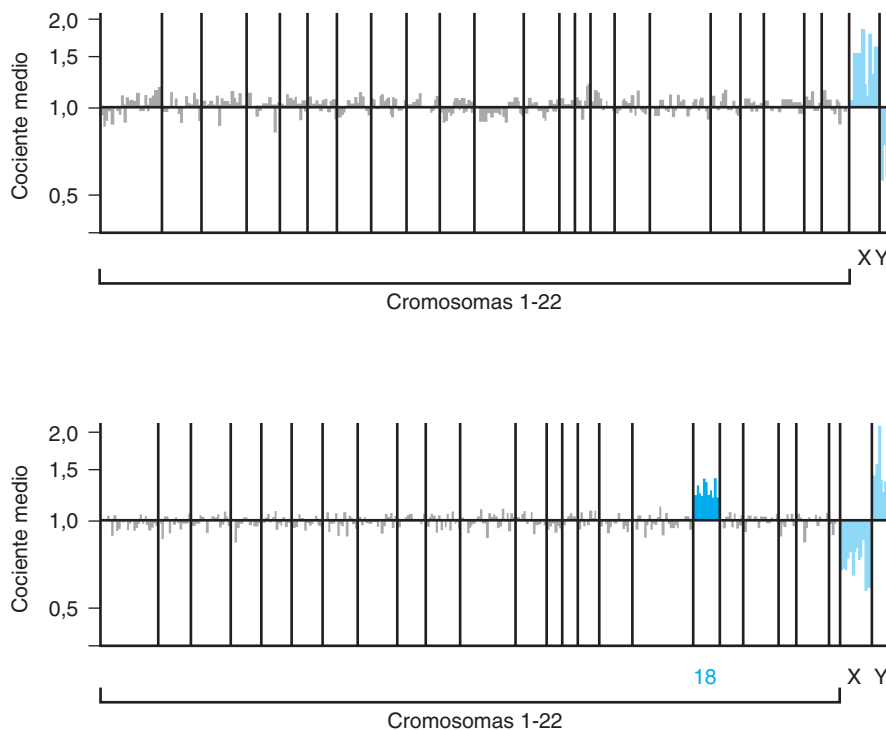 2,0
1,5
1,0
0,5
Cociente medio
X Y
Cromosomas 1-22
2,0
1,5
1,0
0,5
Cociente medio
18 X Y
Cromosomas 1-22